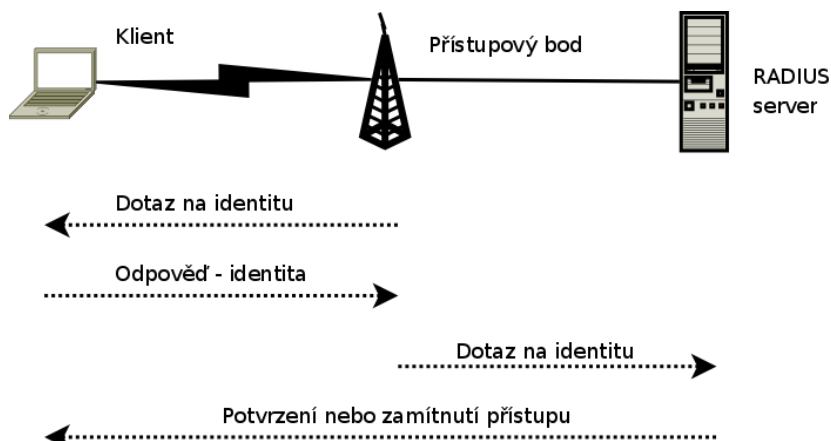 Klient
Přístupový bod
RADIUS
server
Dotaz na identitu
Odpověď - identita
Dotaz na identitu
Potvrzení nebo zamítnutí přístupu